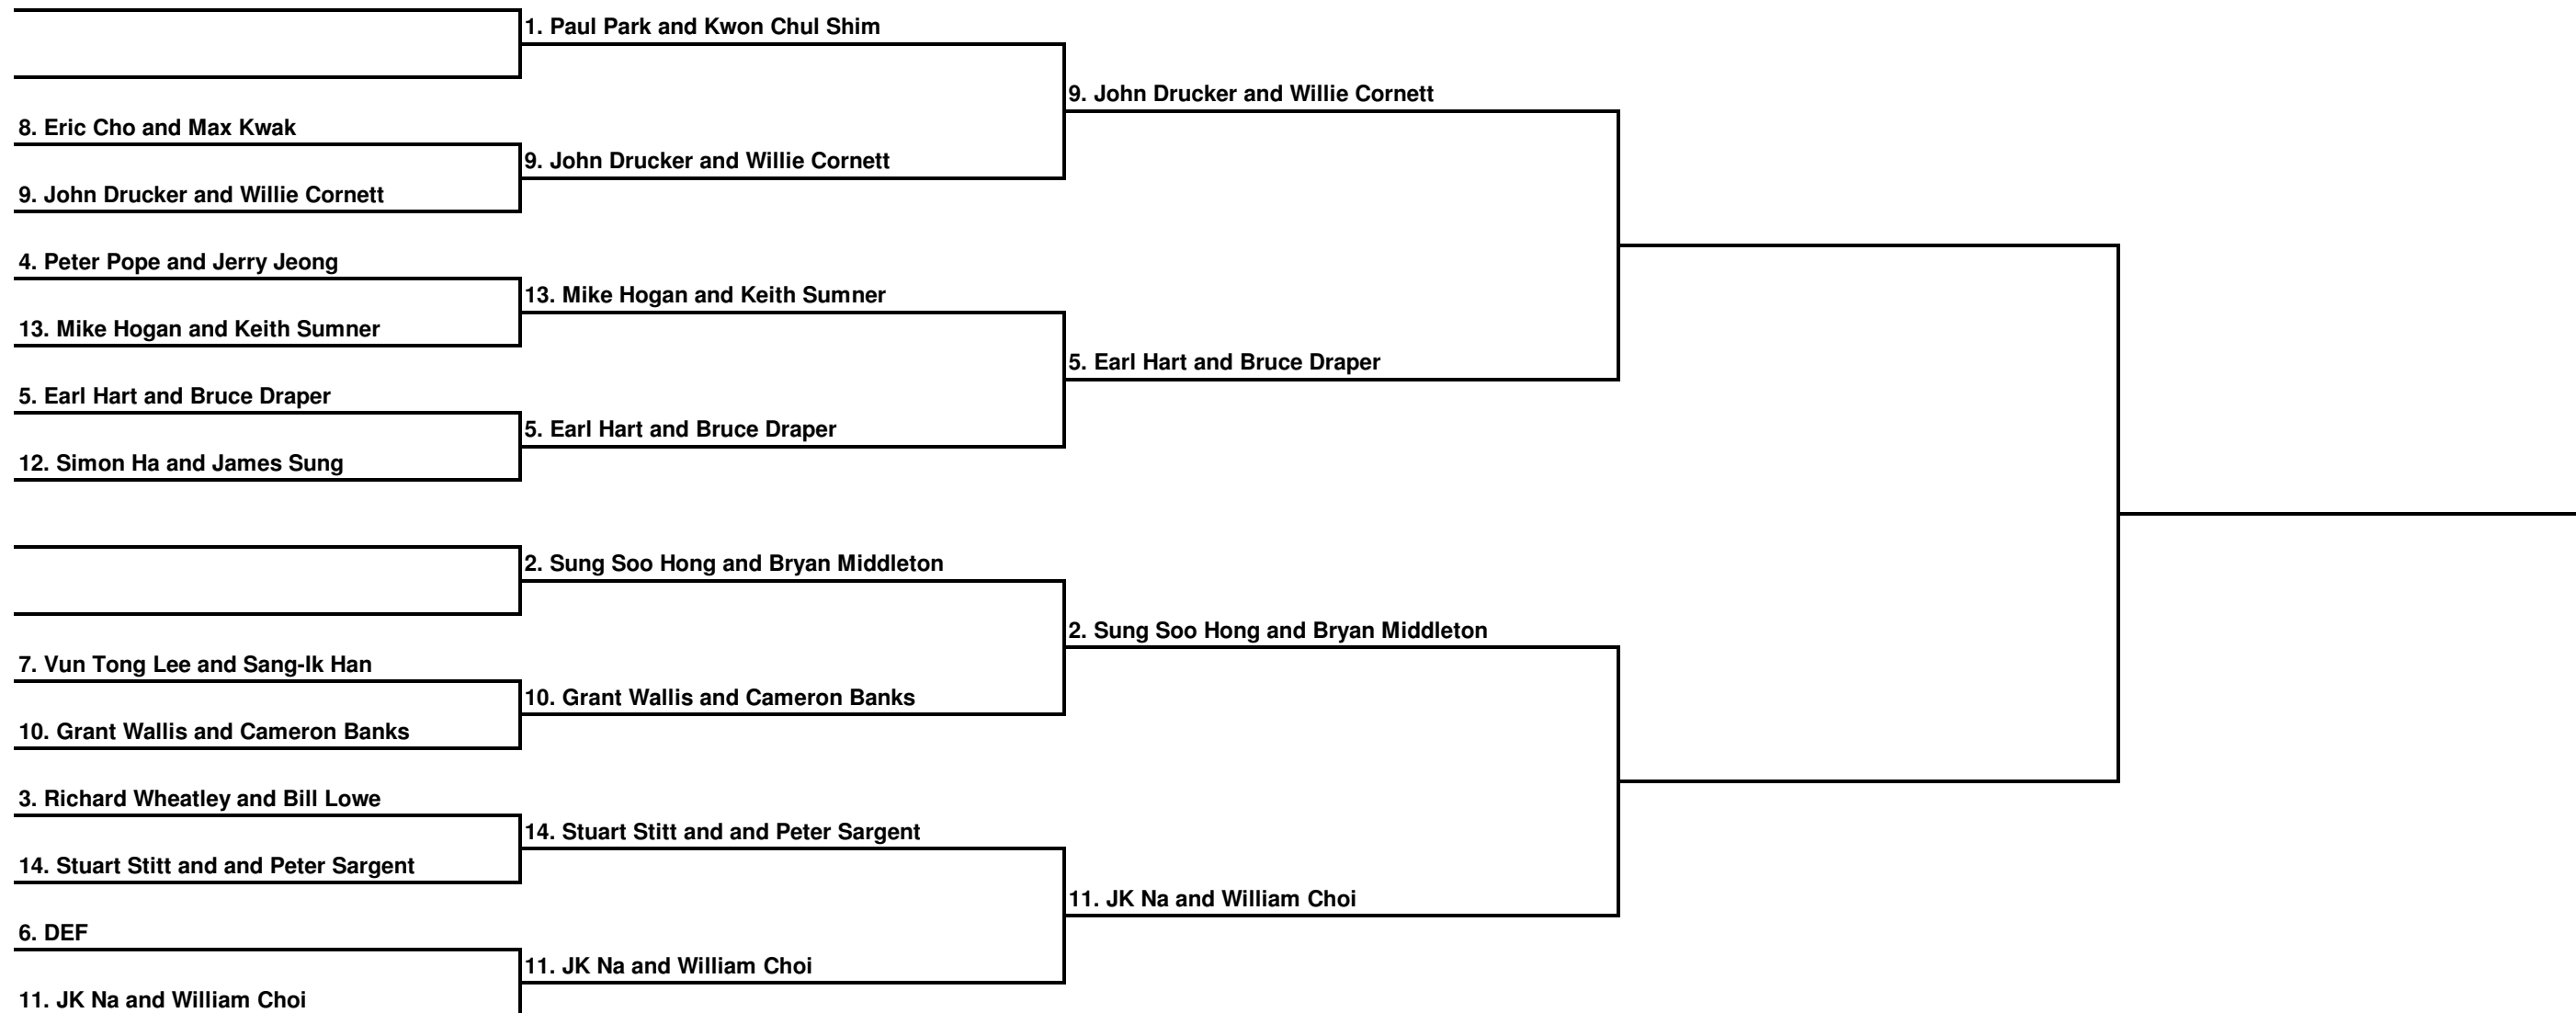 1. Paul Park and Kwon Chul Shim
9. John Drucker and Willie Cornett
8. Eric Cho and Max Kwak
9. John Drucker and Willie Cornett
9. John Drucker and Willie Cornett
4. Peter Pope and Jerry Jeong
13. Mike Hogan and Keith Sumner
13. Mike Hogan and Keith Sumner
5. Earl Hart and Bruce Draper
5. Earl Hart and Bruce Draper
5. Earl Hart and Bruce Draper
12. Simon Ha and James Sung
2. Sung Soo Hong and Bryan Middleton
2. Sung Soo Hong and Bryan Middleton
7. Vun Tong Lee and Sang-Ik Han
10. Grant Wallis and Cameron Banks
10. Grant Wallis and Cameron Banks
3. Richard Wheatley and Bill Lowe
14. Stuart Stitt and and Peter Sargent
14. Stuart Stitt and and Peter Sargent
11. JK Na and William Choi
6. DEF
11. JK Na and William Choi
11. JK Na and William Choi